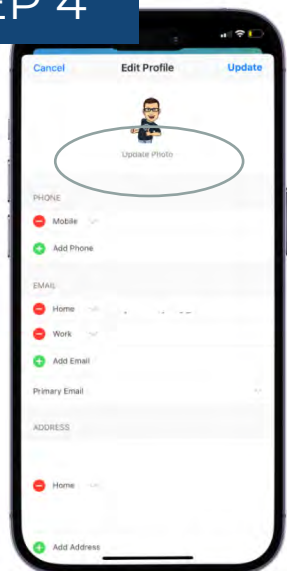 EP 4
Cancel Edit Profile Update
Update Photo
PHONE
Mobile
Add Phone
EMAIL
Home
Work
Add Email
Primary Email
ADDRESS
Home
Add Address